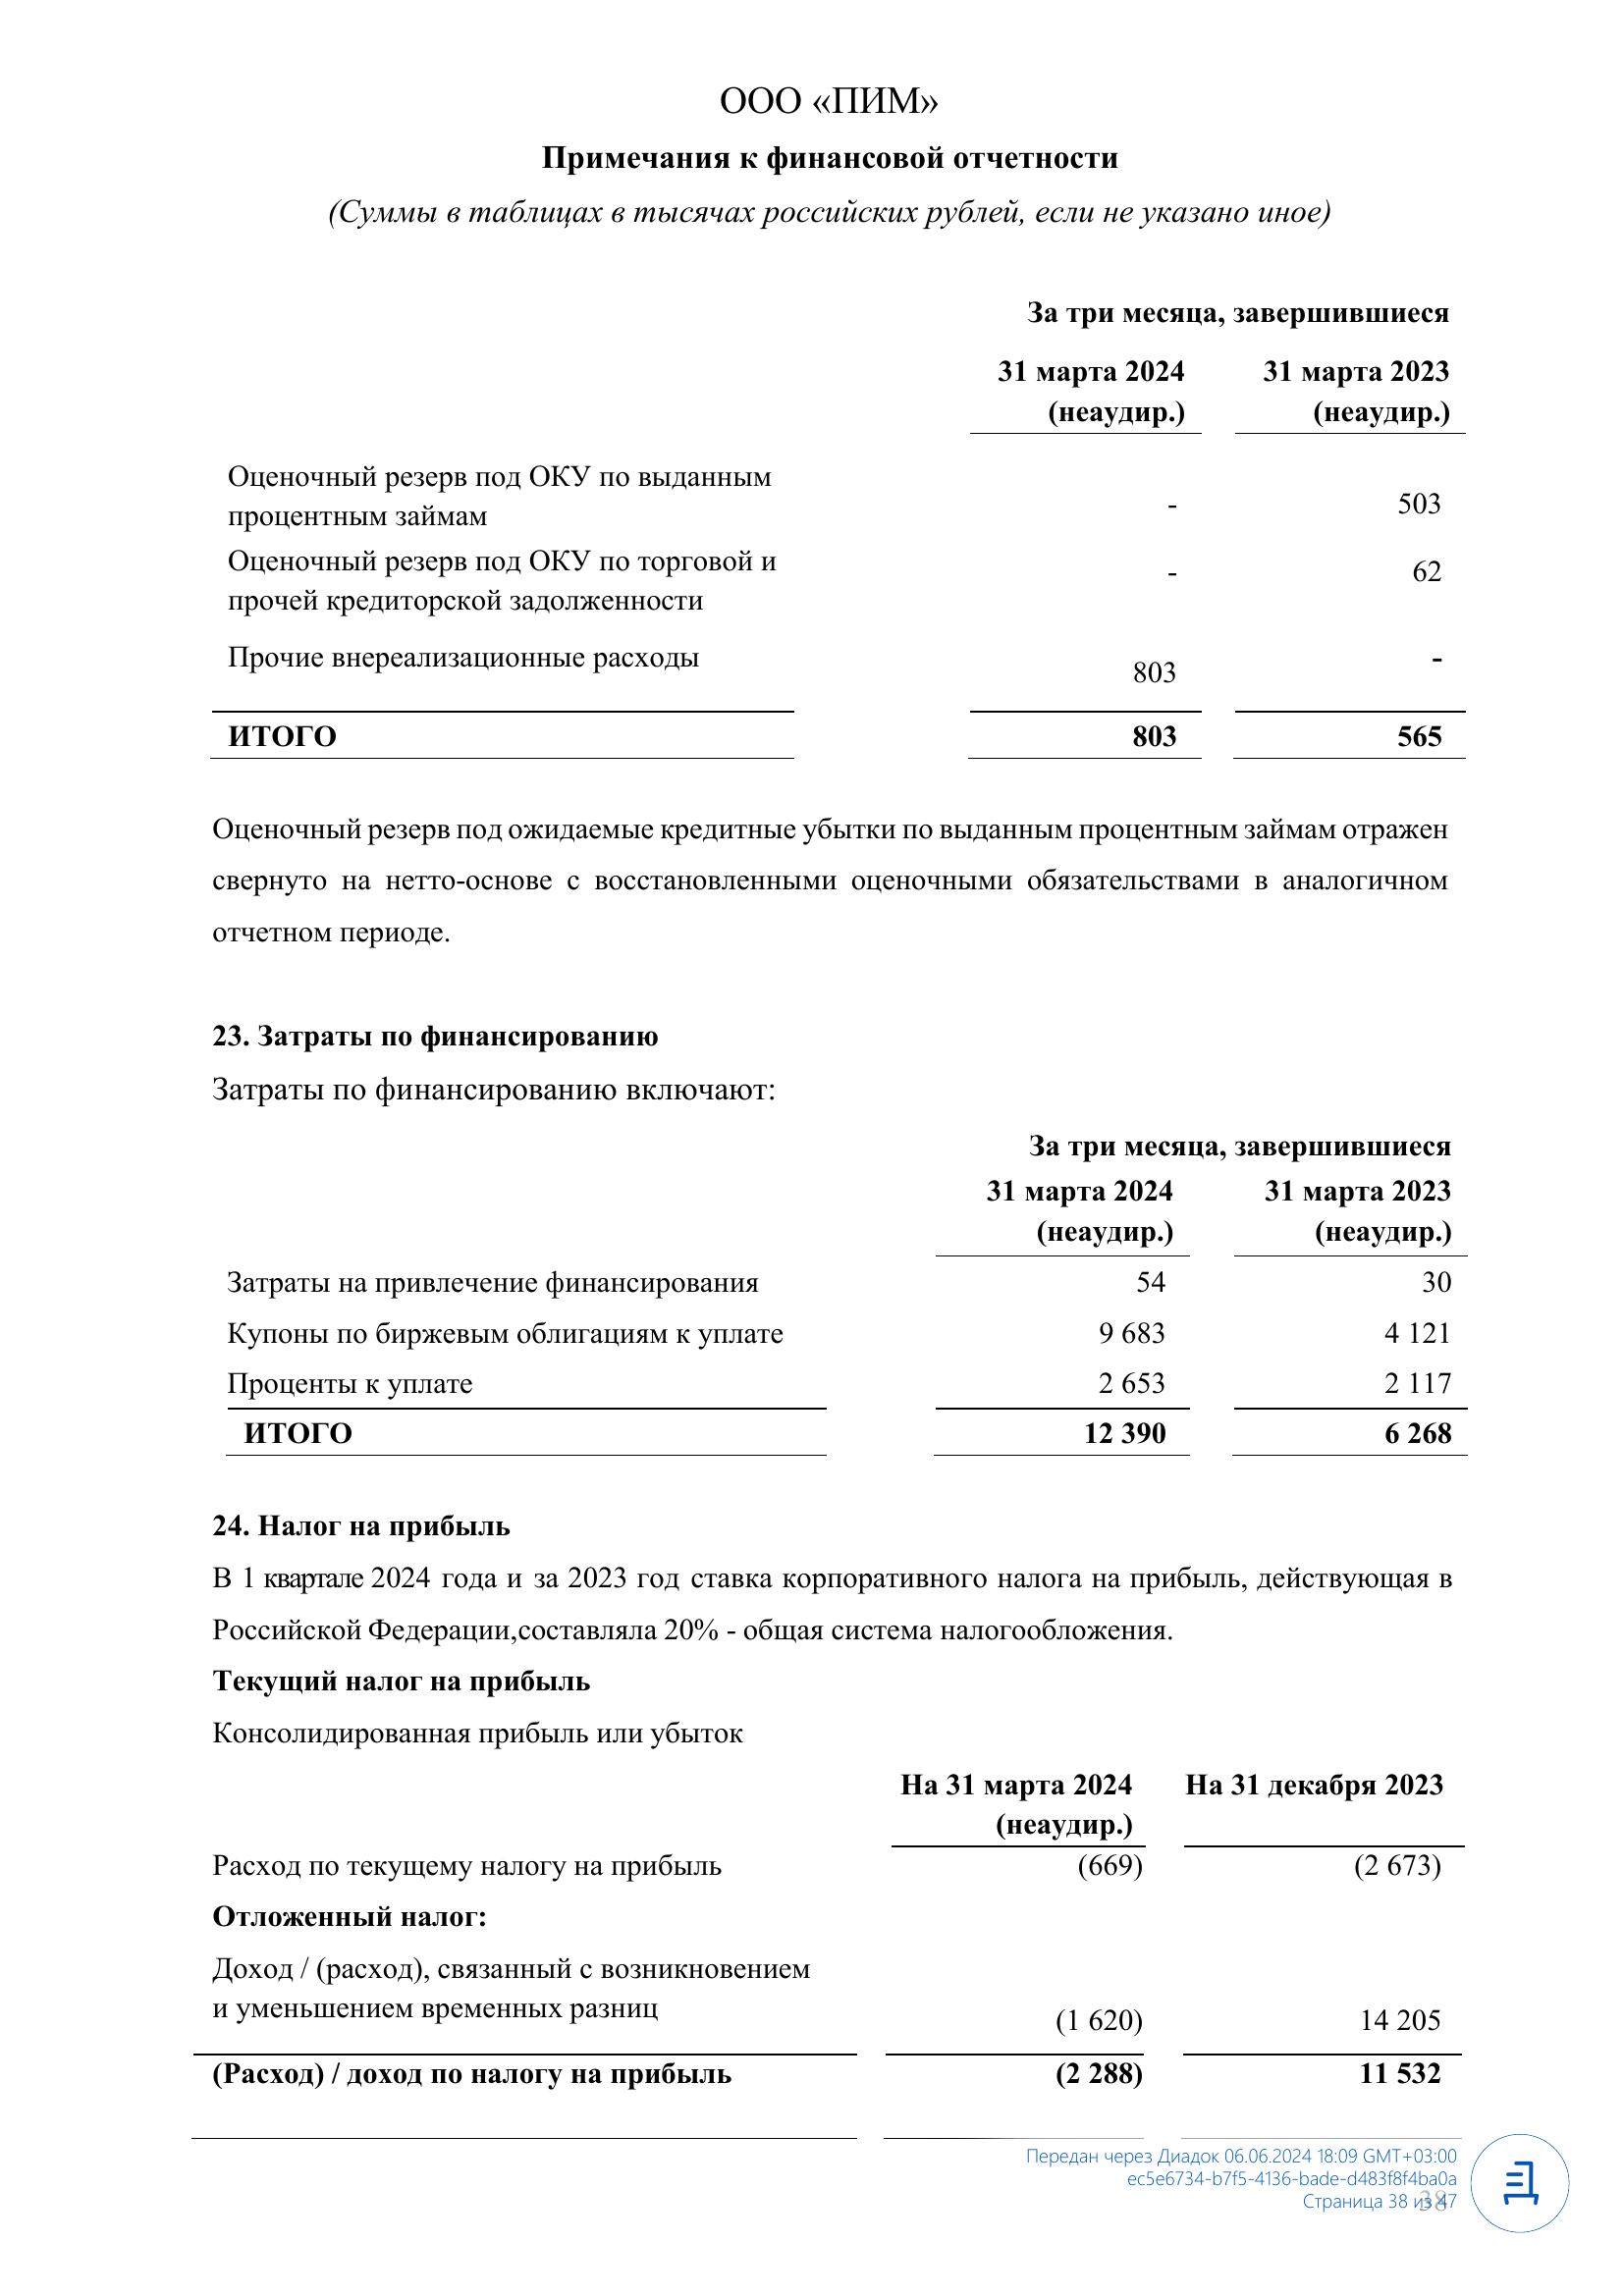 ООО «ПИМ»
Примечания к финансовой отчетности
(Суммы в таблицах в тысячах российских рублей, если не указано иное)
За три месяца, завершившиеся
31 марта 2024 31 марта 2023
(неаудир.) (неаудир.)
Оценочный резерв под ОКУ по выданным
процентным займам - 503
Оценочный резерв под ОКУ по торговой и
прочей кредиторской задолженности - 62
Прочие внереализационные расходы 803 -
ИТОГО 803 565
Оценочный резерв под ожидаемые кредитные убытки по выданным процентным займам отражен
свернуто на нетто-основе с восстановленными оценочными обязательствами в аналогичном
отчетном периоде.
23. Затраты по финансированию
Затраты по финансированию включают:
За три месяца, завершившиеся
31 марта 2024 31 марта 2023
(неаудир.) (неаудир.)
Затраты на привлечение финансирования 54 30
Купоны по биржевым облигациям к уплате 9 683 4 121
Проценты к уплате 2 653 2 117
ИТОГО 12 390 6 268
24. Налог на прибыль
В 1 квартале 2024 года и за 2023 год ставка корпоративного налога на прибыль, действующая в
Российской Федерации,составляла 20% - общая система налогообложения.
Текущий налог на прибыль
Консолидированная прибыль или убыток
На 31 марта 2024 На 31 декабря 2023
(неаудир.)
Расход по текущему налогу на прибыль (669) (2 673)
Отложенный налог:
Доход / (расход), связанный с возникновением
и уменьшением временных разниц (1 620) 14 205
(Расход) / доход по налогу на прибыль (2 288) 11 532
Передан через Диадок 06.06.2024 18:09 GMT+03:00
ec5e6734-b7f5-4136-bade-d483f8f4ba0a
Страница 38 из 47
38